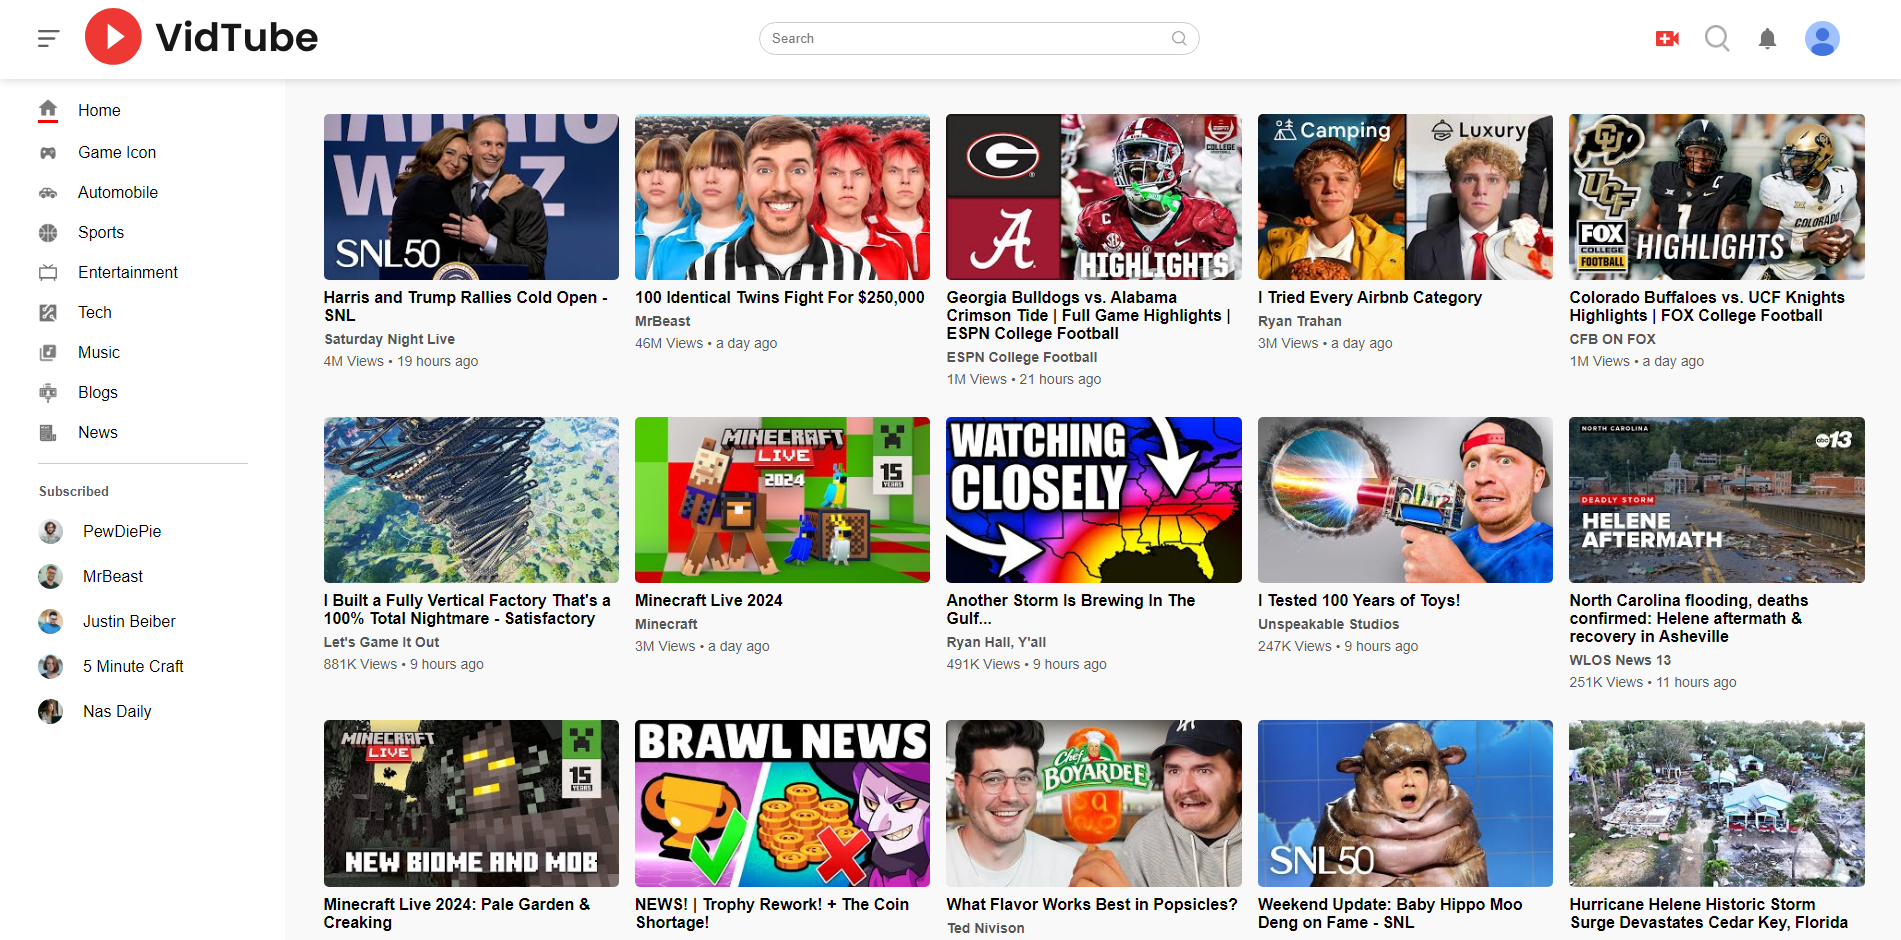 VidTube
Search
Home
Game Icon
Automobile
Sports
Entertainment
Tech
Music
Blogs
News
Subscribed
PewDiePie
MrBeast
Justin Beiber
5 Minute Craft
Nas Daily
SNL50
Harris and Trump Rallies Cold Open -
SNL
Saturday Night Live
4M Views • 19 hours ago
100 Identical Twins Fight For $250,000
MrBeast
46M Views • a day ago
HIGHLIGHTS
Georgia Bulldogs vs. Alabama
Crimson Tide | Full Game Highlights |
ESPN College Football
ESPN College Football
1M Views • 21 hours ago
Camping
Luxury
I Tried Every Airbnb Category
Ryan Trahan
3M Views • a day ago
UCF
FOX
COLLEGE
FOOTBALL
HIGHLIGHTS
COLORADO
Colorado Buffaloes vs. UCF Knights
Highlights | FOX College Football
CFB ON FOX
1M Views • a day ago
I Built a Fully Vertical Factory That's a
100% Total Nightmare - Satisfactory
Let's Game It Out
881K Views • 9 hours ago
MINECRAFT
LIVE
2024
15
YEARS
Minecraft Live 2024
Minecraft
3M Views • a day ago
WATCHING
CLOSELY
Another Storm Is Brewing In The
Gulf...
Ryan Hall, Y'all
491K Views • 9 hours ago
I Tested 100 Years of Toys!
Unspeakable Studios
247K Views • 9 hours ago
NORTH CAROLINA
abc 13
DEADLY STORM
HELENE
AFTERMATH
North Carolina flooding, deaths
confirmed: Helene aftermath &
recovery in Asheville
WLOS News 13
251K Views • 11 hours ago
MINECRAFT
LIVE
15
YEARS
NEW BIOME AND MOB
Minecraft Live 2024: Pale Garden &
Creaking
BRAWL NEWS
NEWS! | Trophy Rework! + The Coin
Shortage!
Chef
BOYARDEE
What Flavor Works Best in Popsicles?
Ted Nivison
SNL50
Weekend Update: Baby Hippo Moo
Deng on Fame - SNL
Hurricane Helene Historic Storm
Surge Devastates Cedar Key, Florida